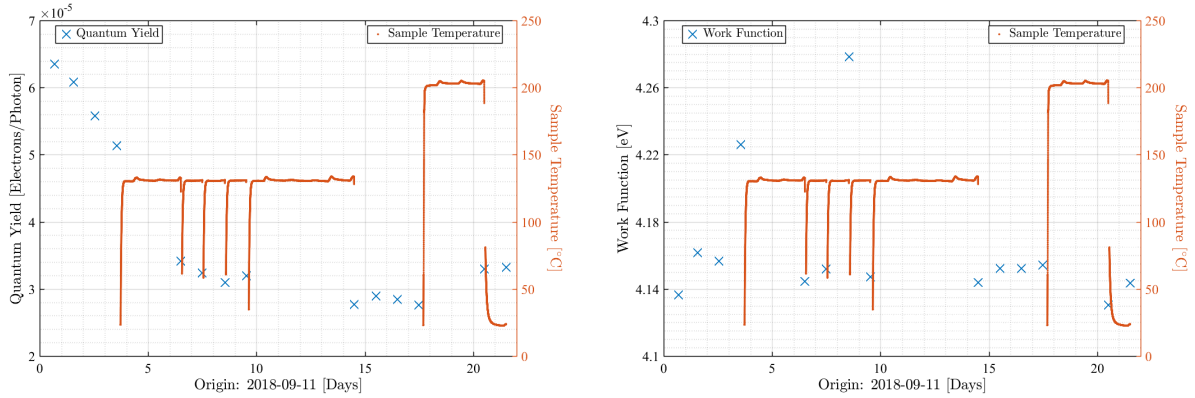 7 ×10⁻⁵
250
Quantum Yield
Sample Temperature
6
200
5
150
4
100
3
50
2
0
Quantum Yield [Electrons/Photon]
Sample Temperature [°C]
0 5 10 15 20
Origin: 2018-09-11 [Days]
4.3
250
Work Function
Sample Temperature
4.26
200
4.22
150
4.18
100
4.14
50
4.1
0
Work Function [eV]
Sample Temperature [°C]
0 5 10 15 20
Origin: 2018-09-11 [Days]